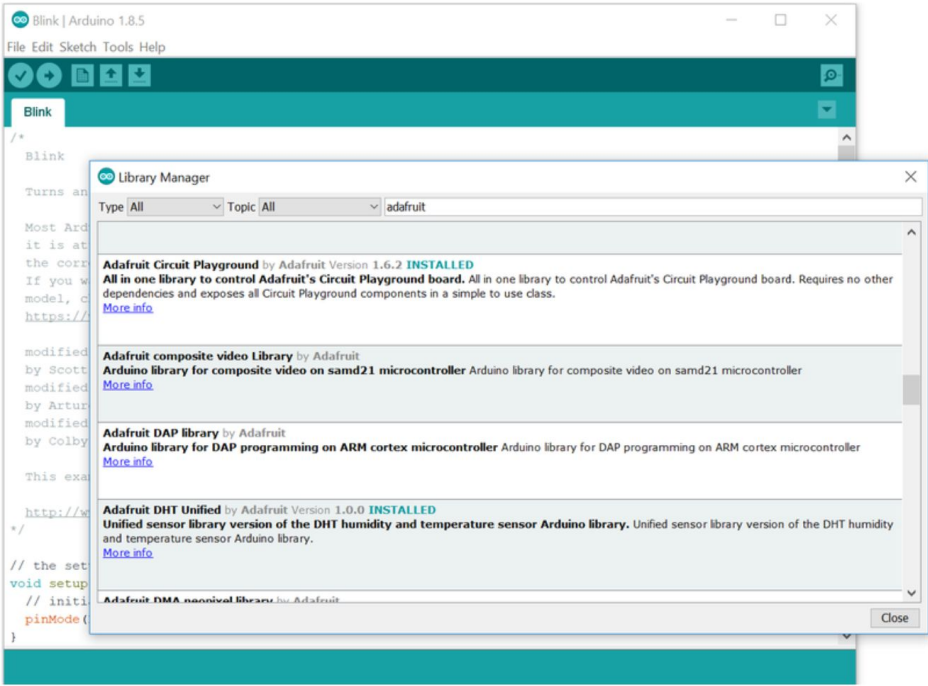 Blink | Arduino 1.8.5
File Edit Sketch Tools Help
Blink
/*
Blink
Turns an
Most Ard
it is at
the corr
If you w
model, c
https://
modified
by Scott
modified
by Artur
modified
by Colby
This exa
http://w
*/
// the set
void setup
// initi
pinMode(
}
Library Manager
Type All Topic All adafruit
Adafruit Circuit Playground by Adafruit Version 1.6.2 INSTALLED
All in one library to control Adafruit's Circuit Playground board. All in one library to control Adafruit's Circuit Playground board. Requires no other
dependencies and exposes all Circuit Playground components in a simple to use class.
More info
Adafruit composite video Library by Adafruit
Arduino library for composite video on samd21 microcontroller Arduino library for composite video on samd21 microcontroller
More info
Adafruit DAP library by Adafruit
Arduino library for DAP programming on ARM cortex microcontroller Arduino library for DAP programming on ARM cortex microcontroller
More info
Adafruit DHT Unified by Adafruit Version 1.0.0 INSTALLED
Unified sensor library version of the DHT humidity and temperature sensor Arduino library. Unified sensor library version of the DHT humidity
and temperature sensor Arduino library.
More info
Adafruit DMA neopixel library by Adafruit
Close